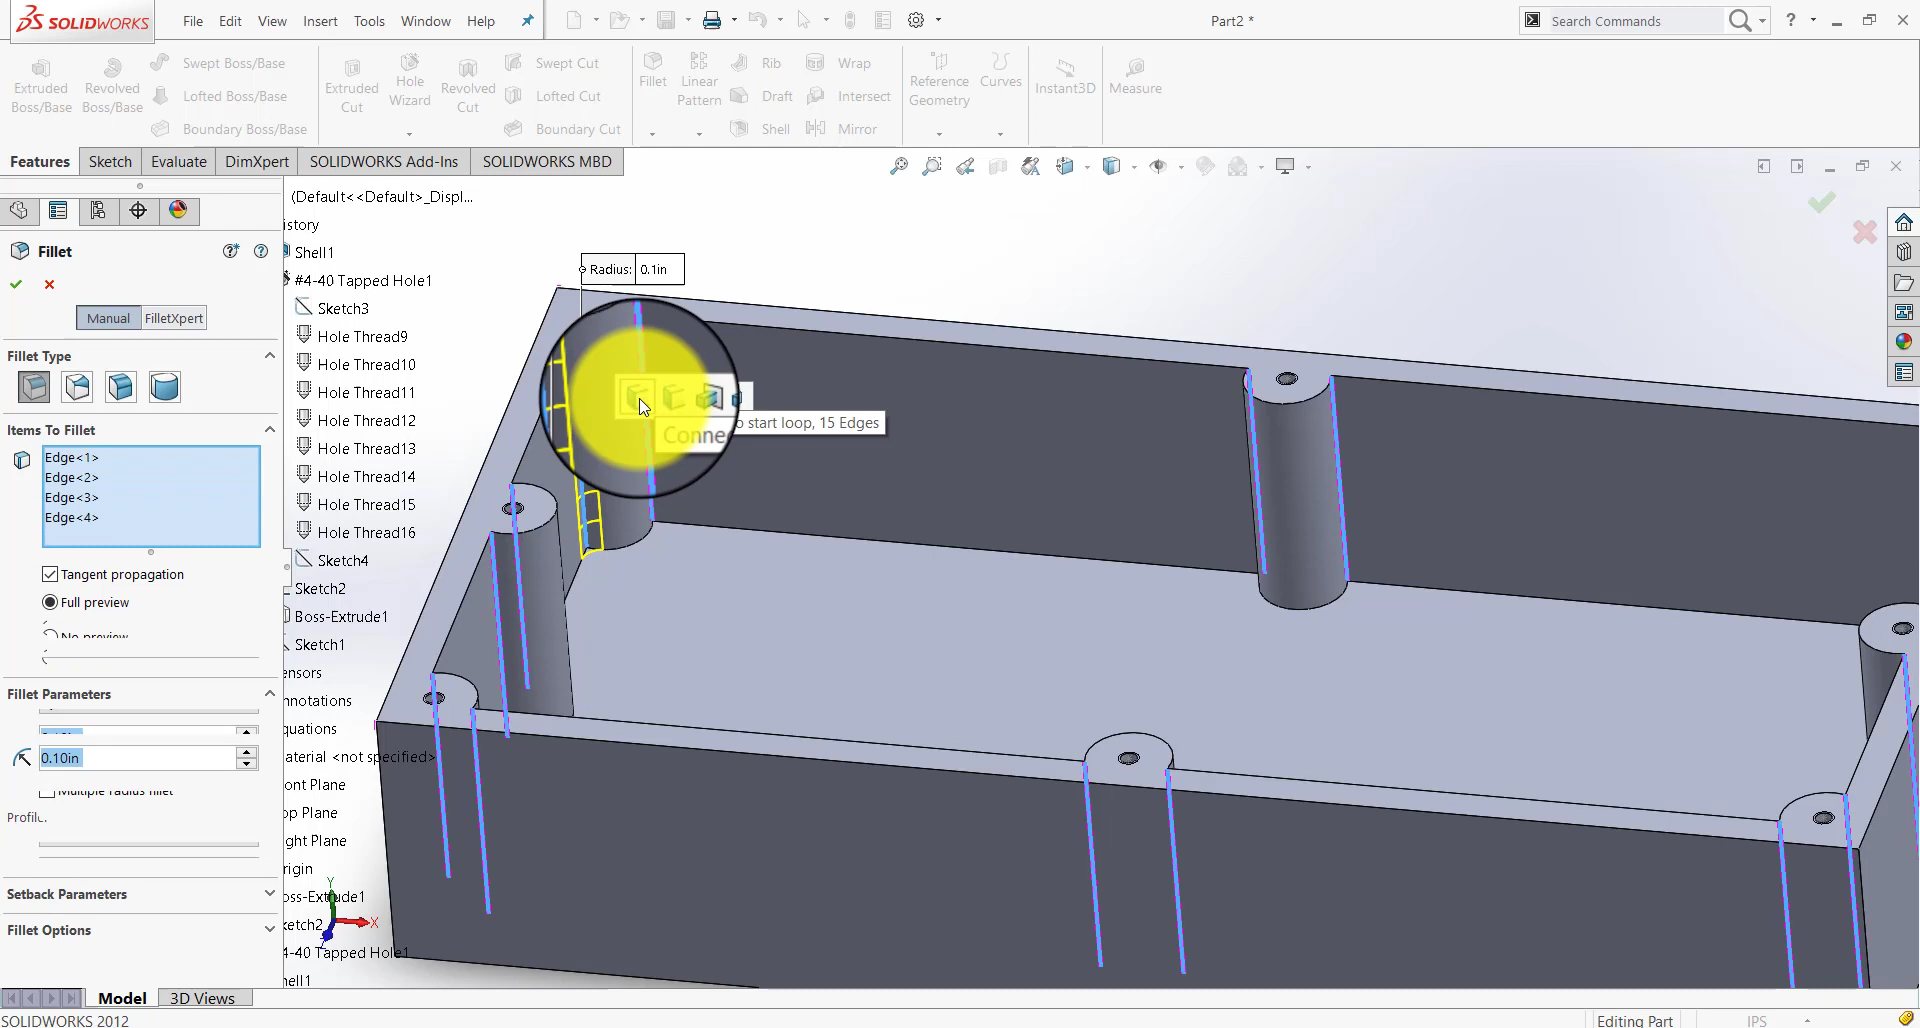 SOLIDWORKS
File Edit View Insert Tools Window Help
Part2 *
Search Commands
Extruded Boss/Base
Revolved Boss/Base
Swept Boss/Base
Lofted Boss/Base
Boundary Boss/Base
Extruded Cut
Hole Wizard
Revolved Cut
Swept Cut
Lofted Cut
Boundary Cut
Fillet
Linear Pattern
Rib
Draft
Shell
Wrap
Intersect
Mirror
Reference Geometry
Curves
Instant3D
Measure
Features Sketch Evaluate DimXpert SOLIDWORKS Add-Ins SOLIDWORKS MBD
Fillet
Manual FilletXpert
Fillet Type
Items To Fillet
Edge<1>
Edge<2>
Edge<3>
Edge<4>
Tangent propagation
Full preview
No preview
Fillet Parameters
0.10in
Multiple radius fillet
Setback Parameters
Fillet Options
(Default<<Default>_Displ...
istory
Shell1
#4-40 Tapped Hole1
Sketch3
Hole Thread9
Hole Thread10
Hole Thread11
Hole Thread12
Hole Thread13
Hole Thread14
Hole Thread15
Hole Thread16
Sketch4
Sketch2
Boss-Extrude1
Sketch1
ensors
nnotations
quations
aterial <not specified>
ont Plane
op Plane
ght Plane
rigin
oss-Extrude1
ketch2
4-40 Tapped Hole1
hell1
Radius: 0.1in
Conne
o start loop, 15 Edges
Y
X
Z
Model 3D Views
SOLIDWORKS 2012
Editing Part IPS